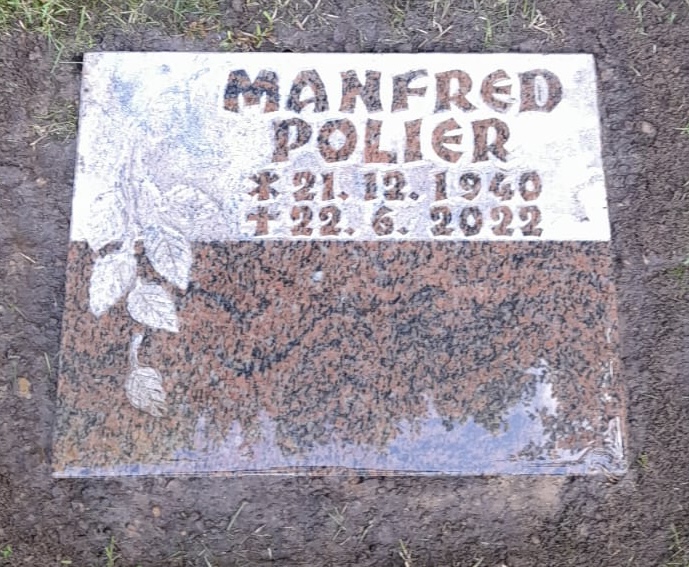 MANFRED
POLIER
* 21. 12. 1940
† 22. 6. 2022